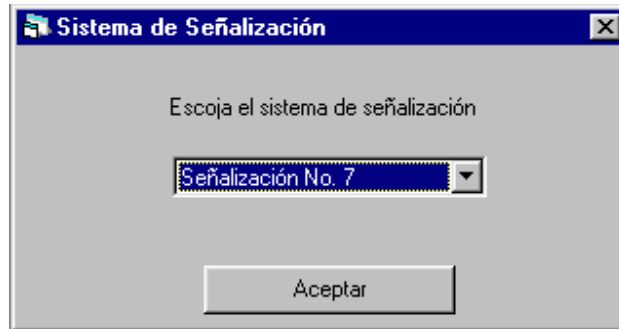 Sistema de Señalización
Escoja el sistema de señalización
Señalización No. 7
Aceptar